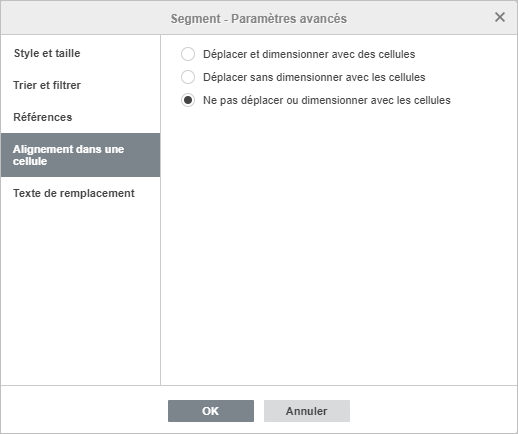 Segment - Paramètres avancés
Style et taille
Trier et filtrer
Références
Alignement dans une
cellule
Texte de remplacement
Déplacer et dimensionner avec des cellules
Déplacer sans dimensionner avec les cellules
Ne pas déplacer ou dimensionner avec les cellules
OK
Annuler